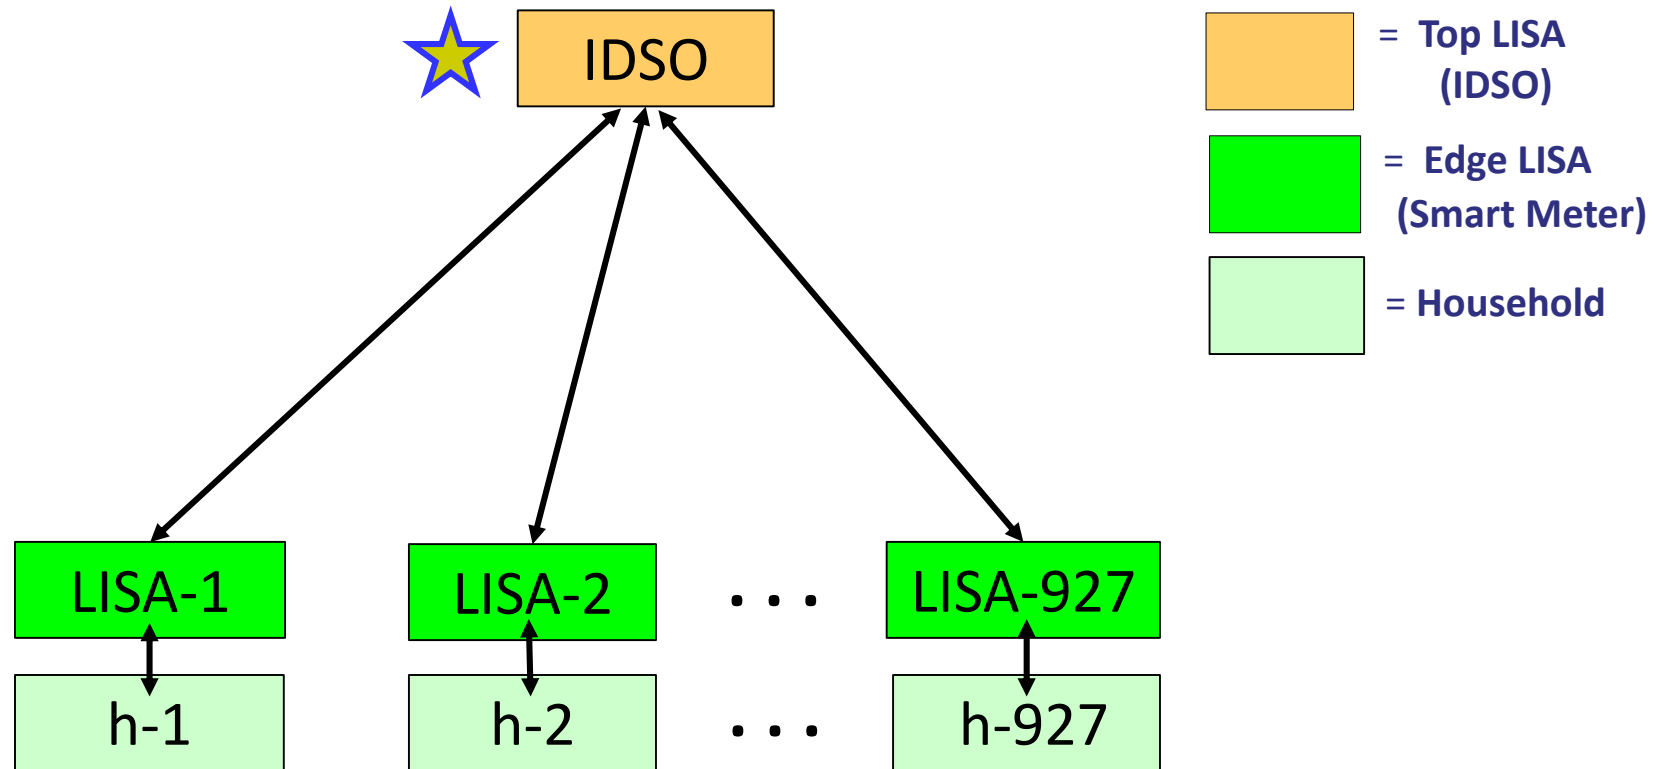 IDSO
= Top LISA
(IDSO)
= Edge LISA
(Smart Meter)
= Household
LISA-1
LISA-2
. . .
LISA-927
h-1
h-2
. . .
h-927